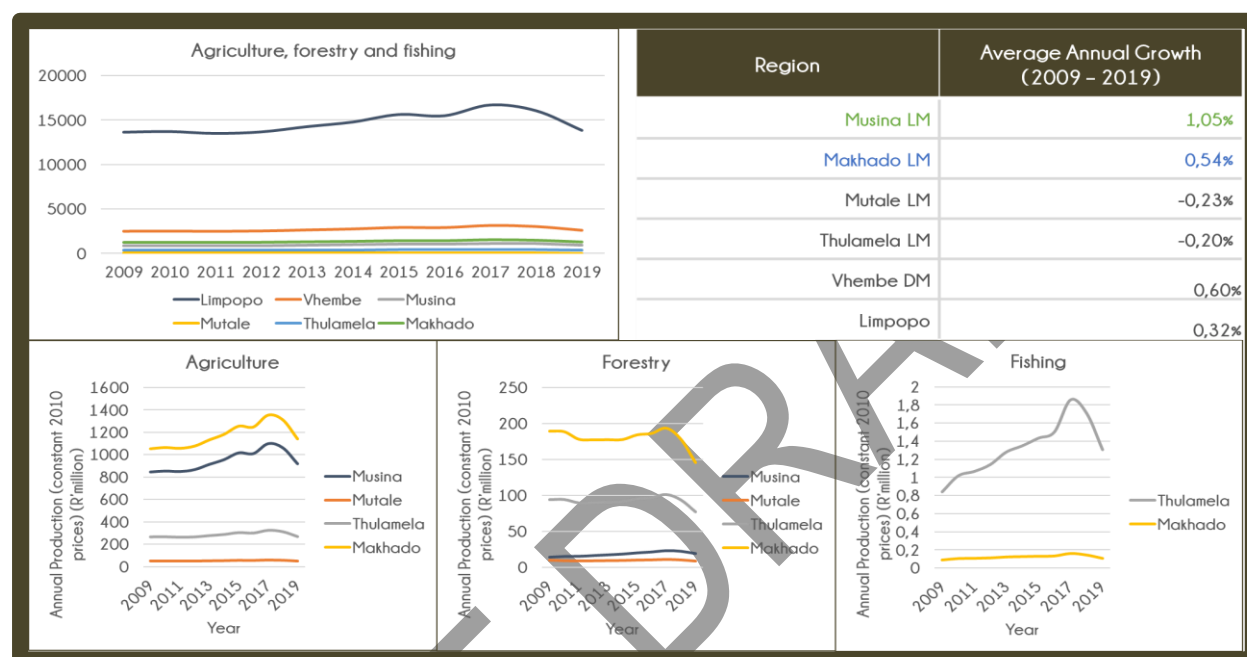 Agriculture, forestry and fishing
20000
15000
10000
5000
0
2009 2010 2011 2012 2013 2014 2015 2016 2017 2018 2019
Limpopo Vhembe Musina
Mutale Thulamela Makhado
Region Average Annual Growth
(2009 – 2019)
Musina LM 1,05%
Makhado LM 0,54%
Mutale LM -0,23%
Thulamela LM -0,20%
Vhembe DM 0,60%
Limpopo 0,32%
Agriculture
Annual Production (constant 2010
prices) (R'million)
1600
1400
1200
1000
800
600
400
200
0
2009 2011 2013 2015 2017 2019
Year
Musina
Mutale
Thulamela
Makhado
Forestry
Annual Production (constant 2010
prices) (R'million)
250
200
150
100
50
0
2009 2011 2013 2015 2017 2019
Year
Musina
Mutale
Thulamela
Makhado
Fishing
Annual Production (constant 2010
prices) (R'million)
2
1,8
1,6
1,4
1,2
1
0,8
0,6
0,4
0,2
0
2009 2011 2013 2015 2017 2019
Year
Thulamela
Makhado